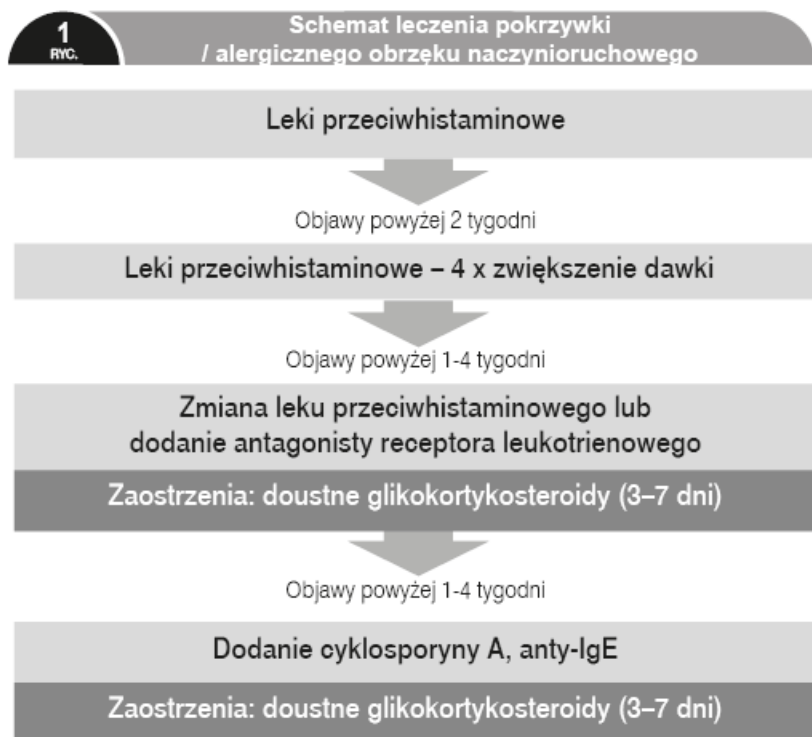 1
RYC.
Schemat leczenia pokrzywki
/ alergicznego obrzęku naczynioruchowego
Leki przeciwhistaminowe
Objawy powyżej 2 tygodni
Leki przeciwhistaminowe – 4 x zwiększenie dawki
Objawy powyżej 1-4 tygodni
Zmiana leku przeciwhistaminowego lub
dodanie antagonisty receptora leukotrienowego
Zaostrzenia: doustne glikokortykosteroidy (3–7 dni)
Objawy powyżej 1-4 tygodni
Dodanie cyklosporyny A, anty-IgE
Zaostrzenia: doustne glikokortykosteroidy (3–7 dni)